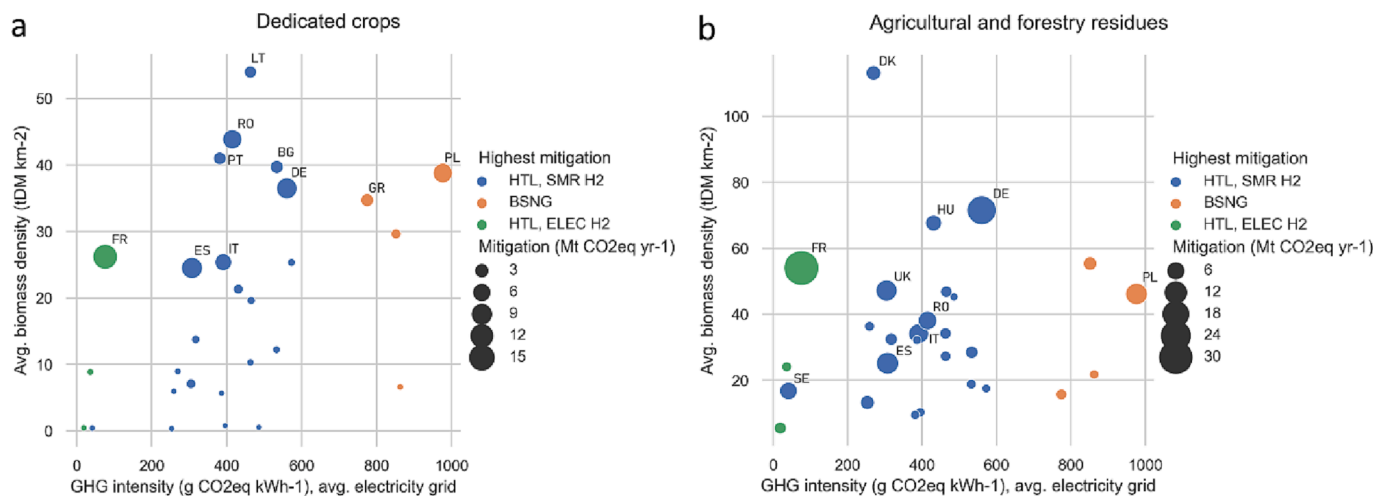 a
Dedicated crops
Avg. biomass density (tDM km-2)
50
40
30
20
10
0
LT
RO
PT
BG
DE
PL
GR
FR
ES
IT
0 200 400 600 800 1000
GHG intensity (g CO2eq kWh-1), avg. electricity grid
Highest mitigation
HTL, SMR H2
BSNG
HTL, ELEC H2
Mitigation (Mt CO2eq yr-1)
3
6
9
12
15
b
Agricultural and forestry residues
Avg. biomass density (tDM km-2)
100
80
60
40
20
DK
DE
HU
FR
UK
PL
RO
IT
ES
SE
0 200 400 600 800 1000
GHG intensity (g CO2eq kWh-1), avg. electricity grid
Highest mitigation
HTL, SMR H2
BSNG
HTL, ELEC H2
Mitigation (Mt CO2eq yr-1)
6
12
18
24
30